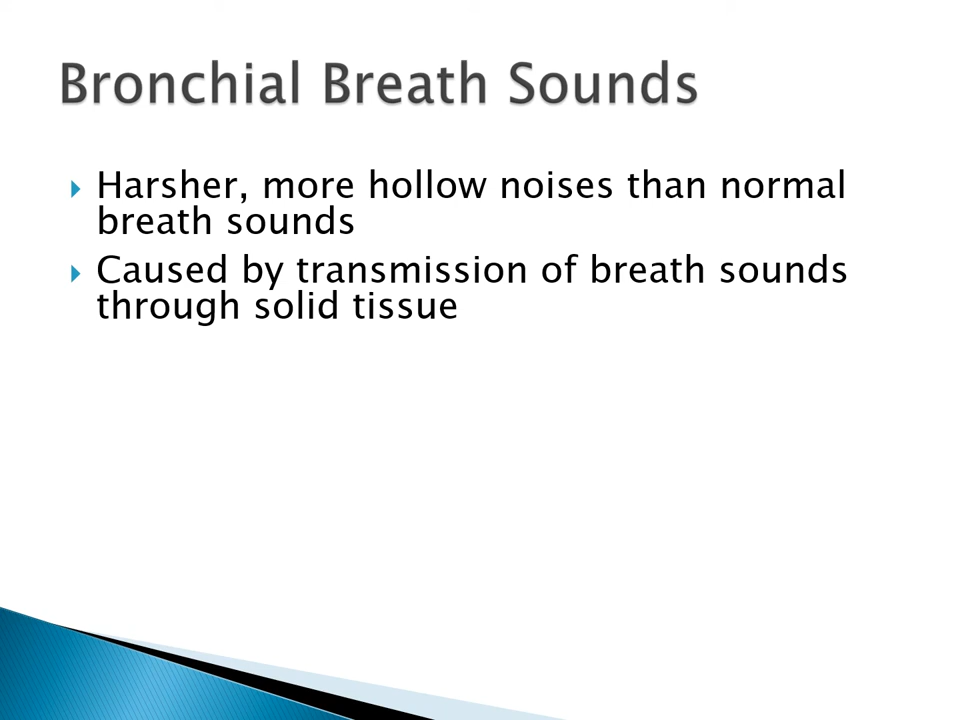 Bronchial Breath Sounds
Harsher, more hollow noises than normal
breath sounds
Caused by transmission of breath sounds
through solid tissue